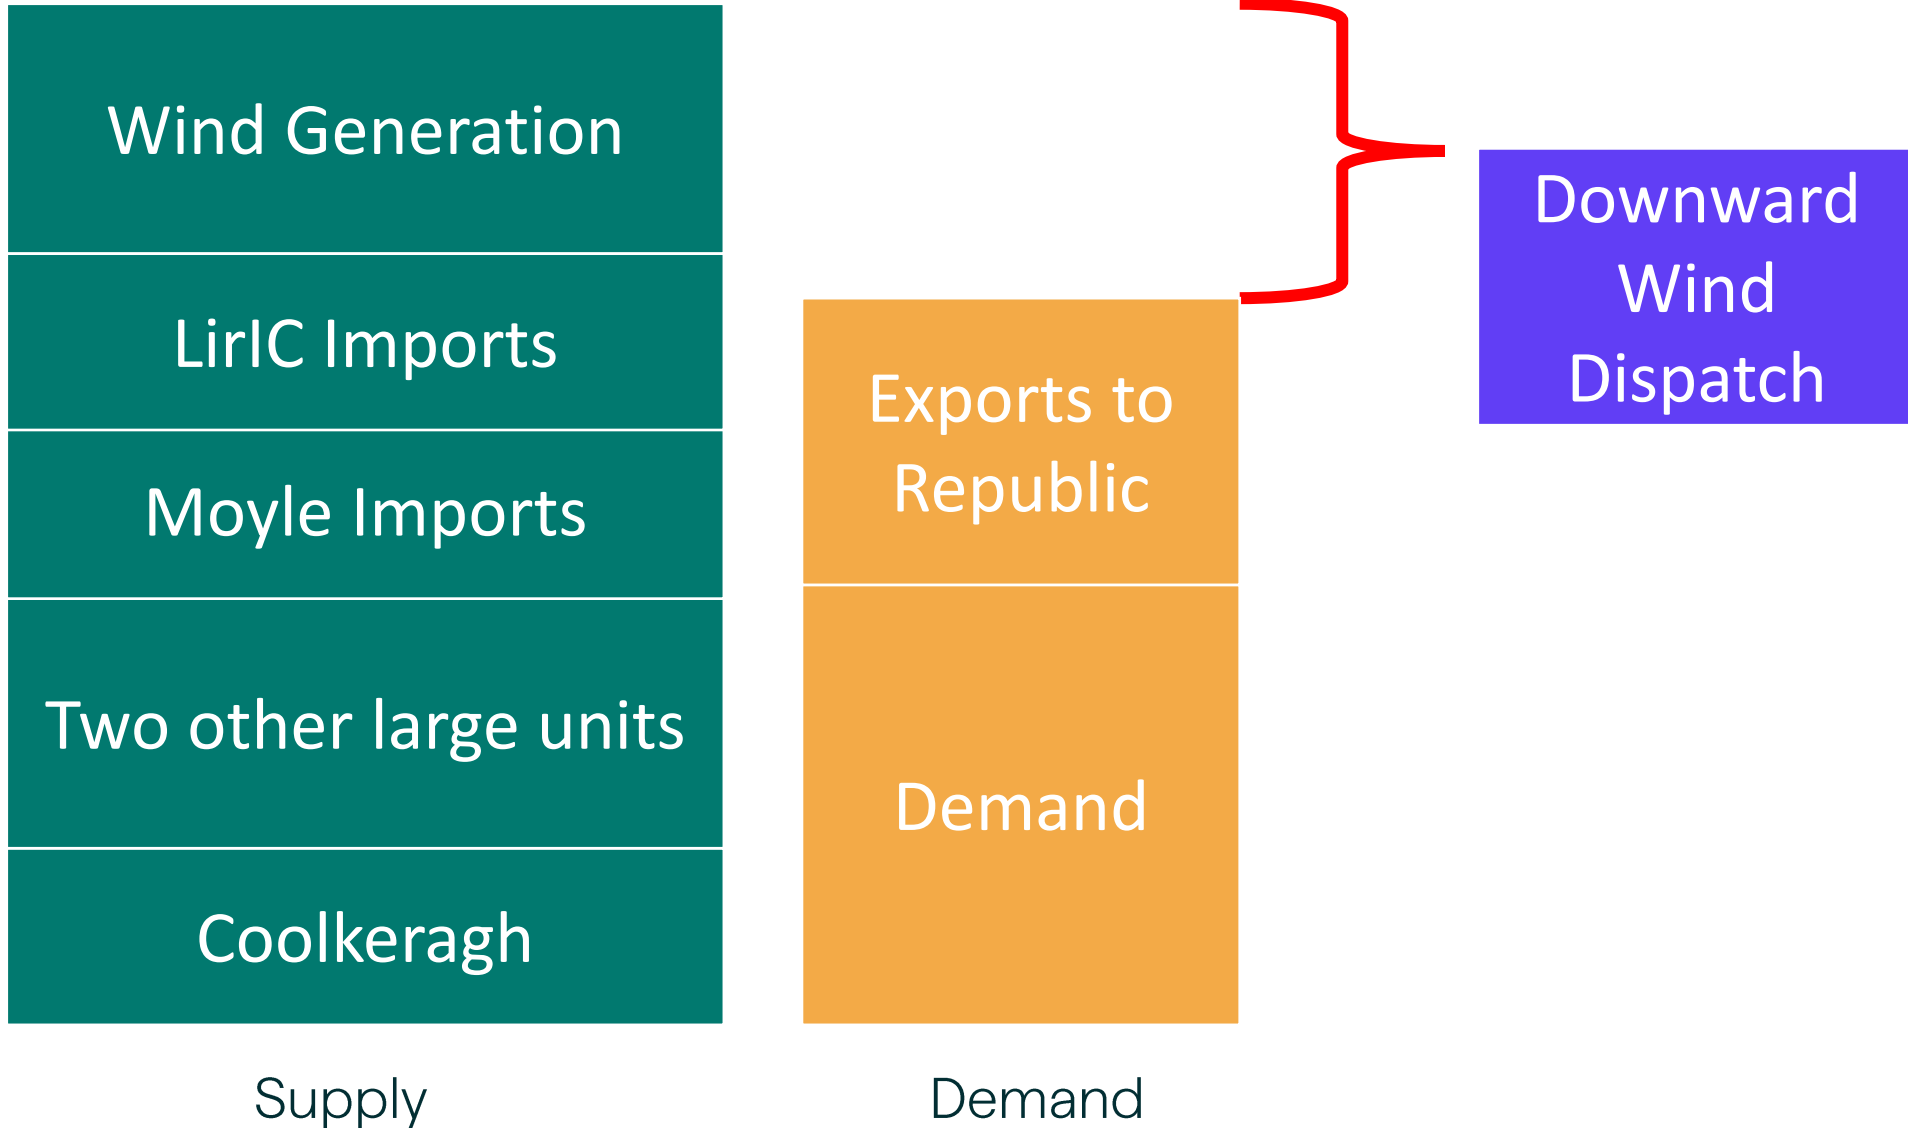 Wind Generation
LirIC Imports
Moyle Imports
Two other large units
Coolkeragh
Supply
Exports to
Republic
Demand
Demand
Downward
Wind
Dispatch